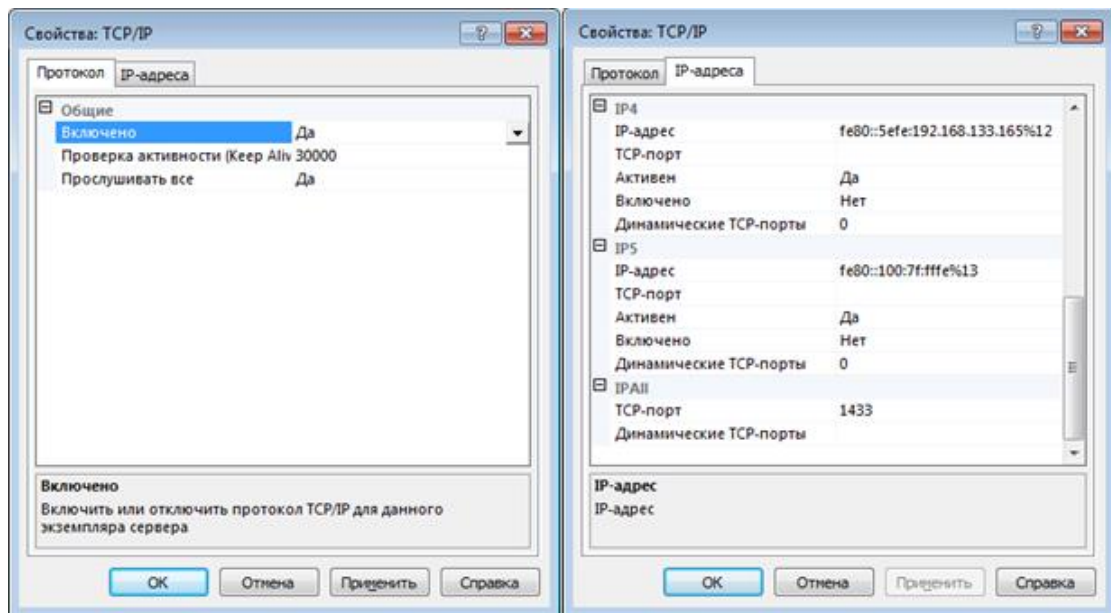 Свойства: TCP/IP
Протокол IP-адреса
Общие
Включено Да
Проверка активности (Keep Aliv 30000
Прослушивать все Да
Включено
Включить или отключить протокол TCP/IP для данного
экземпляра сервера
ОК Отмена Применить Справка
Свойства: TCP/IP
Протокол IP-адреса
IP4
IP-адрес fe80::5efe:192.168.133.165%12
TCP-порт
Активен Да
Включено Нет
Динамические TCP-порты 0
IP5
IP-адрес fe80::100:7f:fffe%13
TCP-порт
Активен Да
Включено Нет
Динамические TCP-порты 0
IPAll
TCP-порт 1433
Динамические TCP-порты
IP-адрес
IP-адрес
ОК Отмена Применить Справка